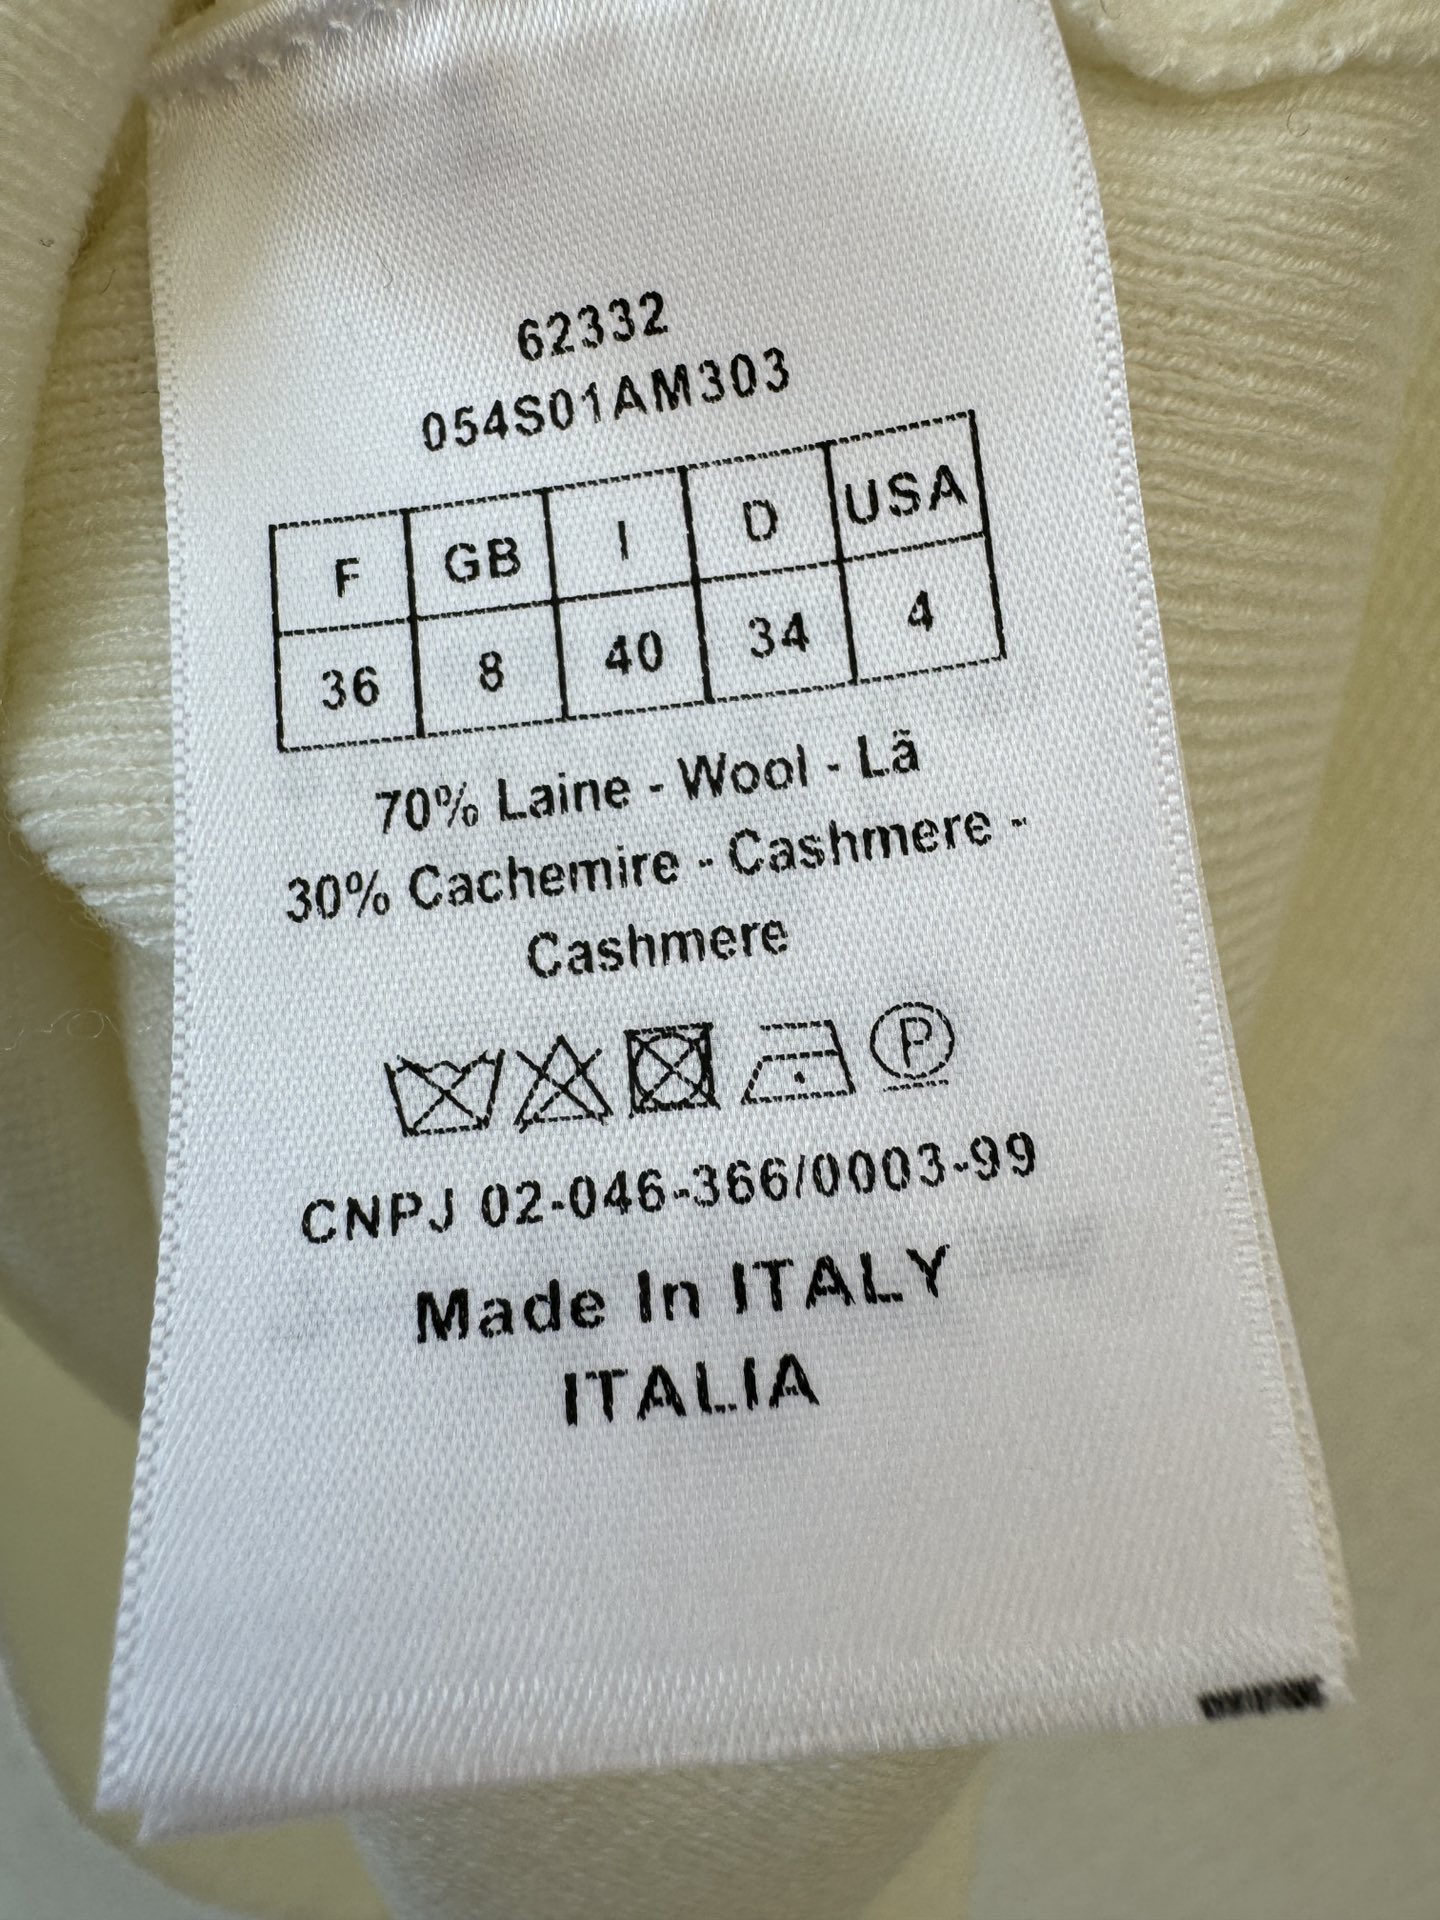 62332
054S01AM303
F GB I D USA
36 8 40 34 4
70% Laine - Wool - Lã
30% Cachemire - Cashmere -
Cashmere
P
CNPJ 02-046-366/0003-99
Made In ITALY
ITALIA